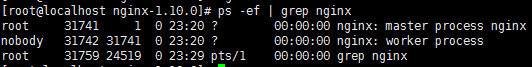 [root@localhost nginx-1.10.0]# ps -ef | grep nginx
root     31741     1  0 23:20 ?        00:00:00 nginx: master process nginx
nobody   31742 31741  0 23:20 ?        00:00:00 nginx: worker process
root     31759 24519  0 23:29 pts/1    00:00:00 grep nginx